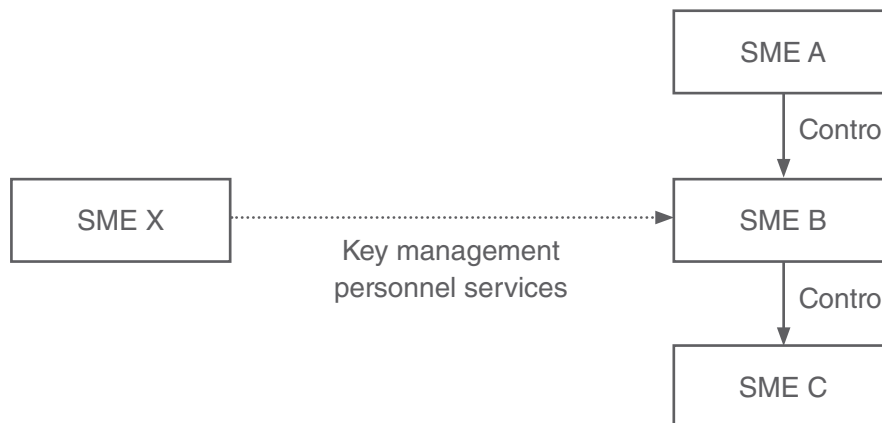 SME A
Contro
SME X
SME B
Key management
personnel services
Contro
SME C